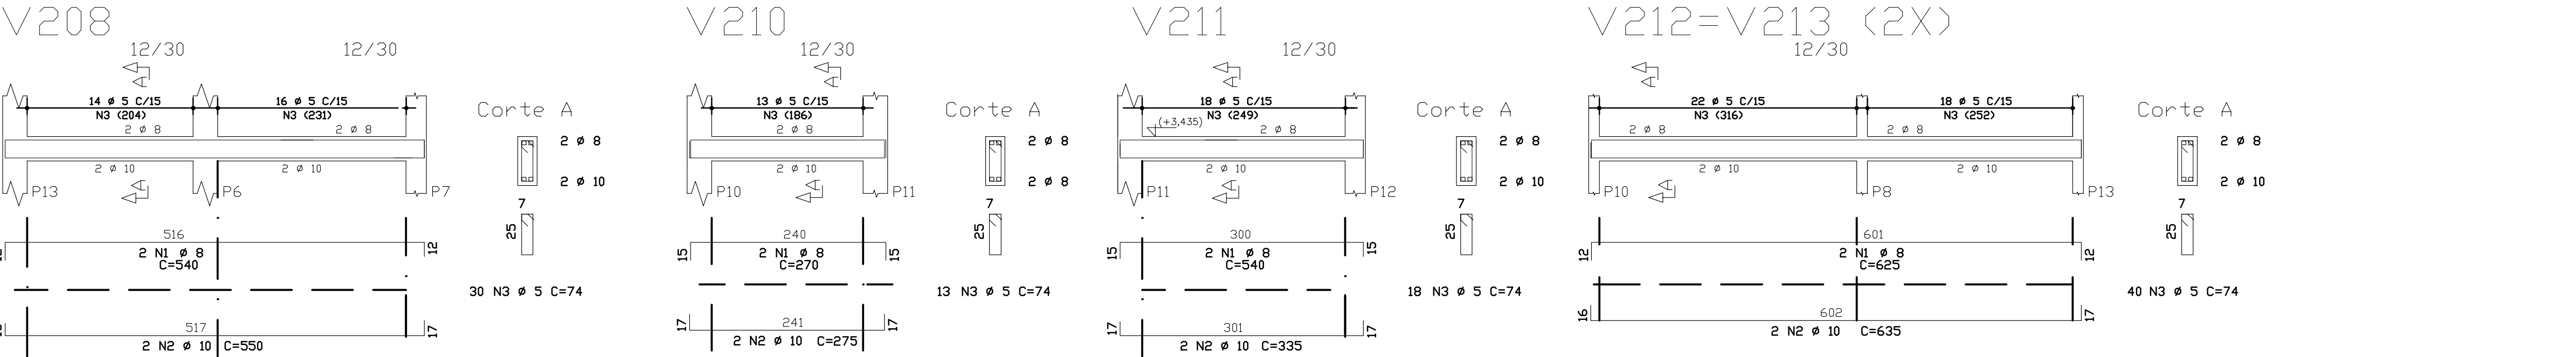 V208
12/30
12/30
A
14 ø 5 C/15
N3 (204)
16 ø 5 C/15
N3 (231)
2 ø 8
2 ø 8
2 ø 10
2 ø 10
P13
A
P6
P7
Corte A
2 ø 8
2 ø 10
7
25
516
12
2 N1 ø 8
C=540
30 N3 ø 5 C=74
517
17
2 N2 ø 10 C=550
V210
12/30
A
13 ø 5 C/15
N3 (186)
2 ø 8
2 ø 10
P10
A
P11
Corte A
2 ø 8
2 ø 8
7
25
15
240
15
2 N1 ø 8
C=270
13 N3 ø 5 C=74
17
241
17
2 N2 ø 10 C=275
V211
12/30
A
18 ø 5 C/15
N3 (249)
(+3,435)
2 ø 8
2 ø 10
P11
A
P12
Corte A
2 ø 8
2 ø 10
7
25
15
300
15
2 N1 ø 8
C=540
18 N3 ø 5 C=74
17
301
17
2 N2 ø 10 C=335
V212=V213 (2X)
12/30
A
22 ø 5 C/15
N3 (316)
18 ø 5 C/15
N3 (252)
2 ø 8
2 ø 8
2 ø 10
2 ø 10
P10
A
P8
P13
Corte A
2 ø 8
2 ø 10
7
25
12
601
12
2 N1 ø 8
C=625
40 N3 ø 5 C=74
16
602
17
2 N2 ø 10 C=635